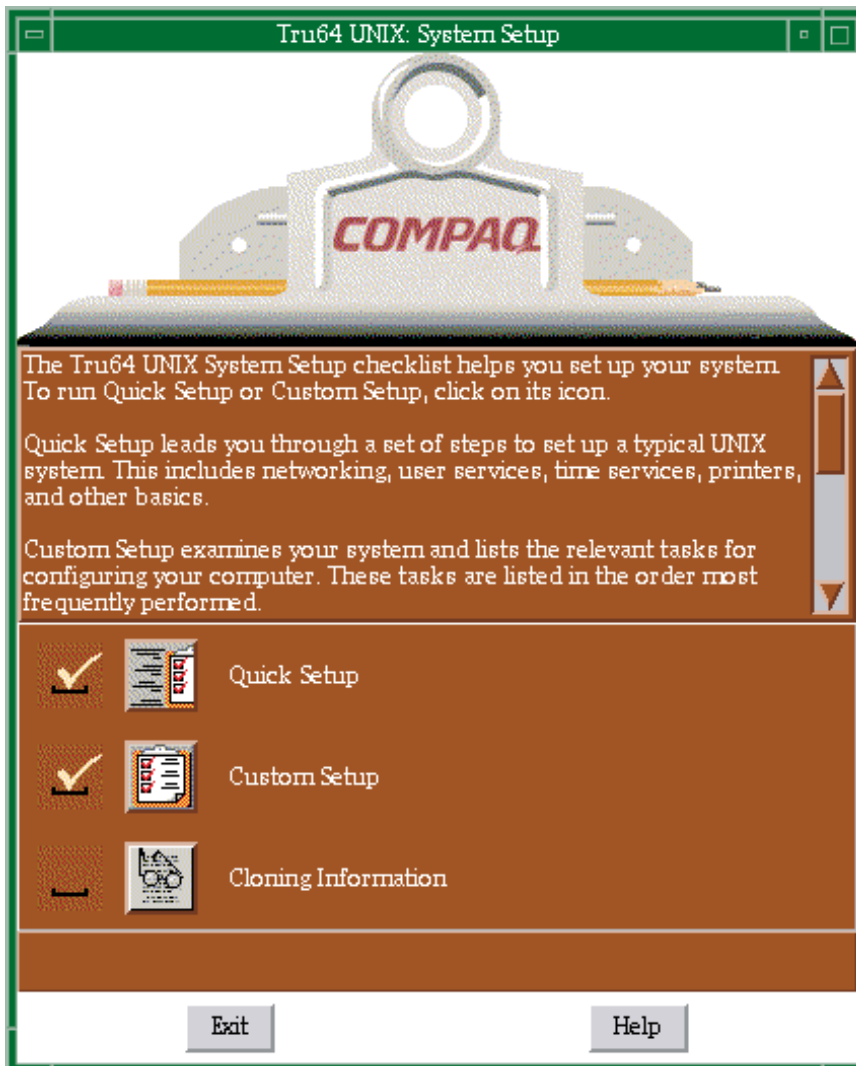 Tru64 UNIX: System Setup
COMPAQ
The Tru64 UNIX System Setup checklist helps you set up your system.
To run Quick Setup or Custom Setup, click on its icon.
Quick Setup leads you through a set of steps to set up a typical UNIX
system. This includes networking, user services, time services, printers,
and other basics.
Custom Setup examines your system and lists the relevant tasks for
configuring your computer. These tasks are listed in the order most
frequently performed.
Quick Setup
Custom Setup
Cloning Information
Exit
Help